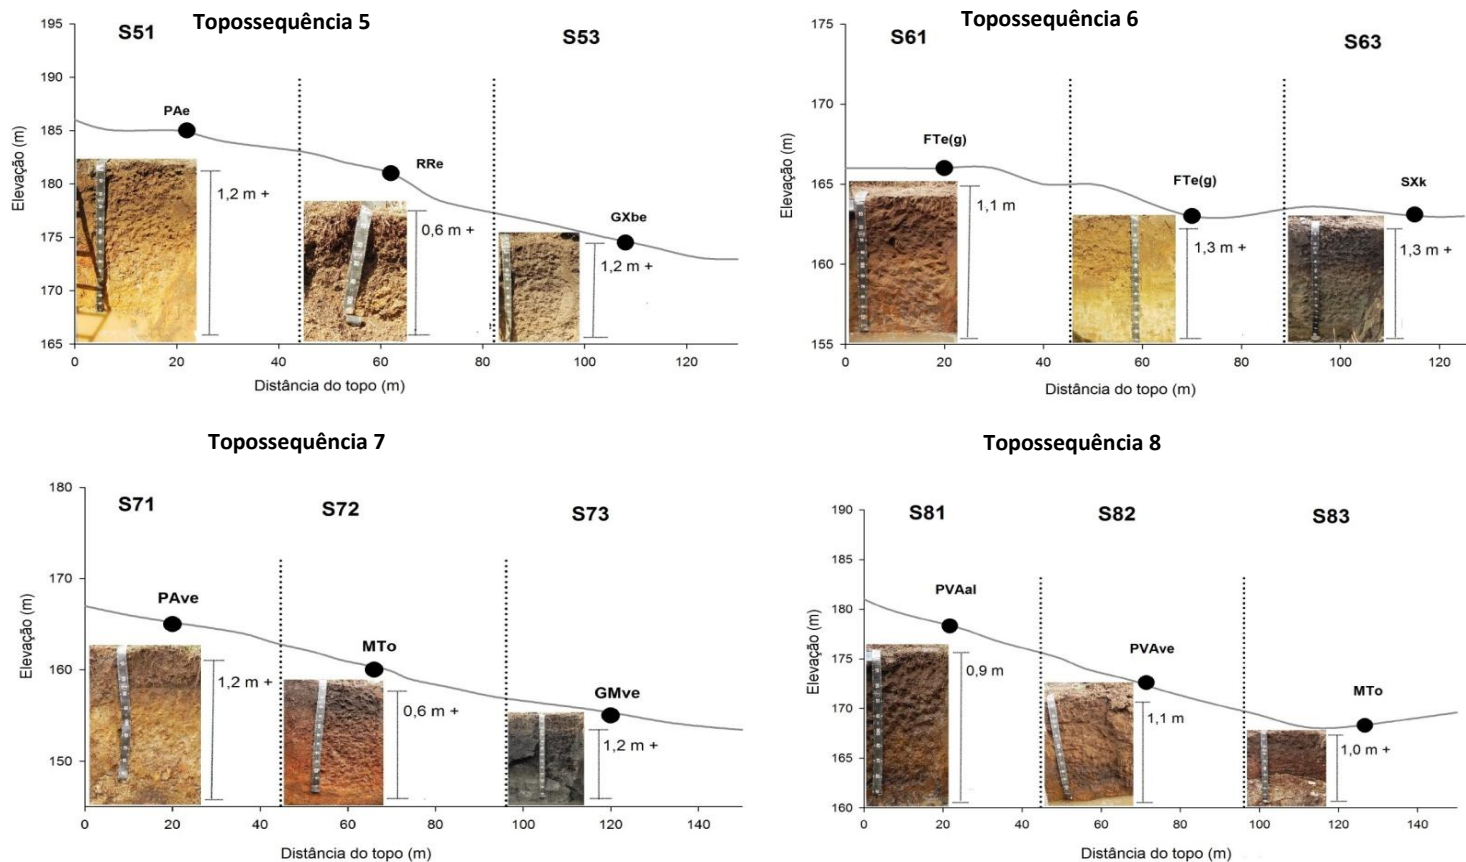 Topossequência 5
S51
S53
195
190
185
180
175
170
165
Elevação (m)
PAe
RRe
GXbe
1,2 m +
0,6 m +
1,2 m +
0
20
40
60
80
100
120
Distância do topo (m)
Topossequência 6
S61
S63
175
170
165
160
155
Elevação (m)
FTe(g)
FTe(g)
SXk
1,1 m
1,3 m +
1,3 m +
0
20
40
60
80
100
120
Distância do topo (m)
Topossequência 7
S71
S72
S73
180
170
160
150
Elevação (m)
PAve
MTo
GMve
1,2 m +
0,6 m +
1,2 m +
0
20
40
60
80
100
120
140
Distância do topo (m)
Topossequência 8
S81
S82
S83
190
185
180
175
170
165
160
Elevação (m)
PVAal
PVAve
MTo
0,9 m
1,1 m
1,0 m +
0
20
40
60
80
100
120
140
Distância do topo (m)